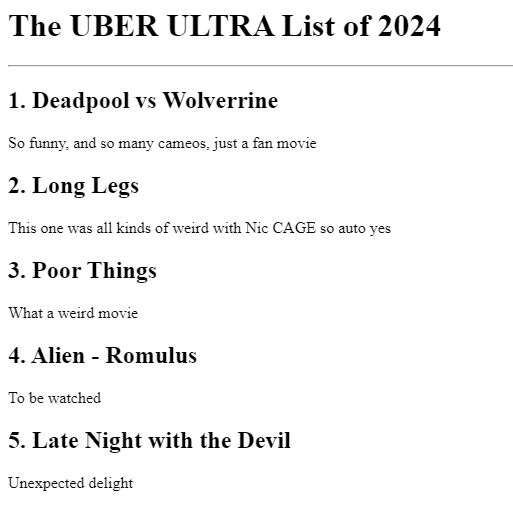 The UBER ULTRA List of 2024
1. Deadpool vs Wolverrine
So funny, and so many cameos, just a fan movie
2. Long Legs
This one was all kinds of weird with Nic CAGE so auto yes
3. Poor Things
What a weird movie
4. Alien - Romulus
To be watched
5. Late Night with the Devil
Unexpected delight